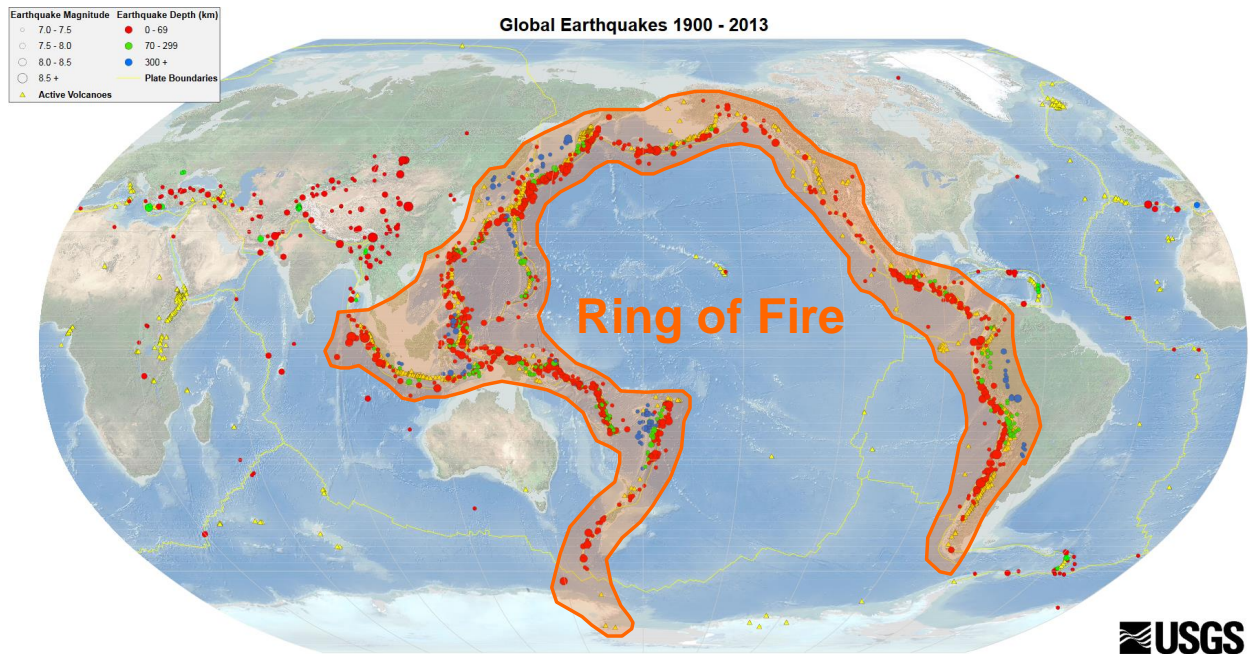 Global Earthquakes 1900 - 2013
Earthquake Magnitude Earthquake Depth (km)
7.0 - 7.5 0 - 69
7.5 - 8.0 70 - 299
8.0 - 8.5 300 +
8.5 + Plate Boundaries
Active Volcanoes
Ring of Fire
USGS